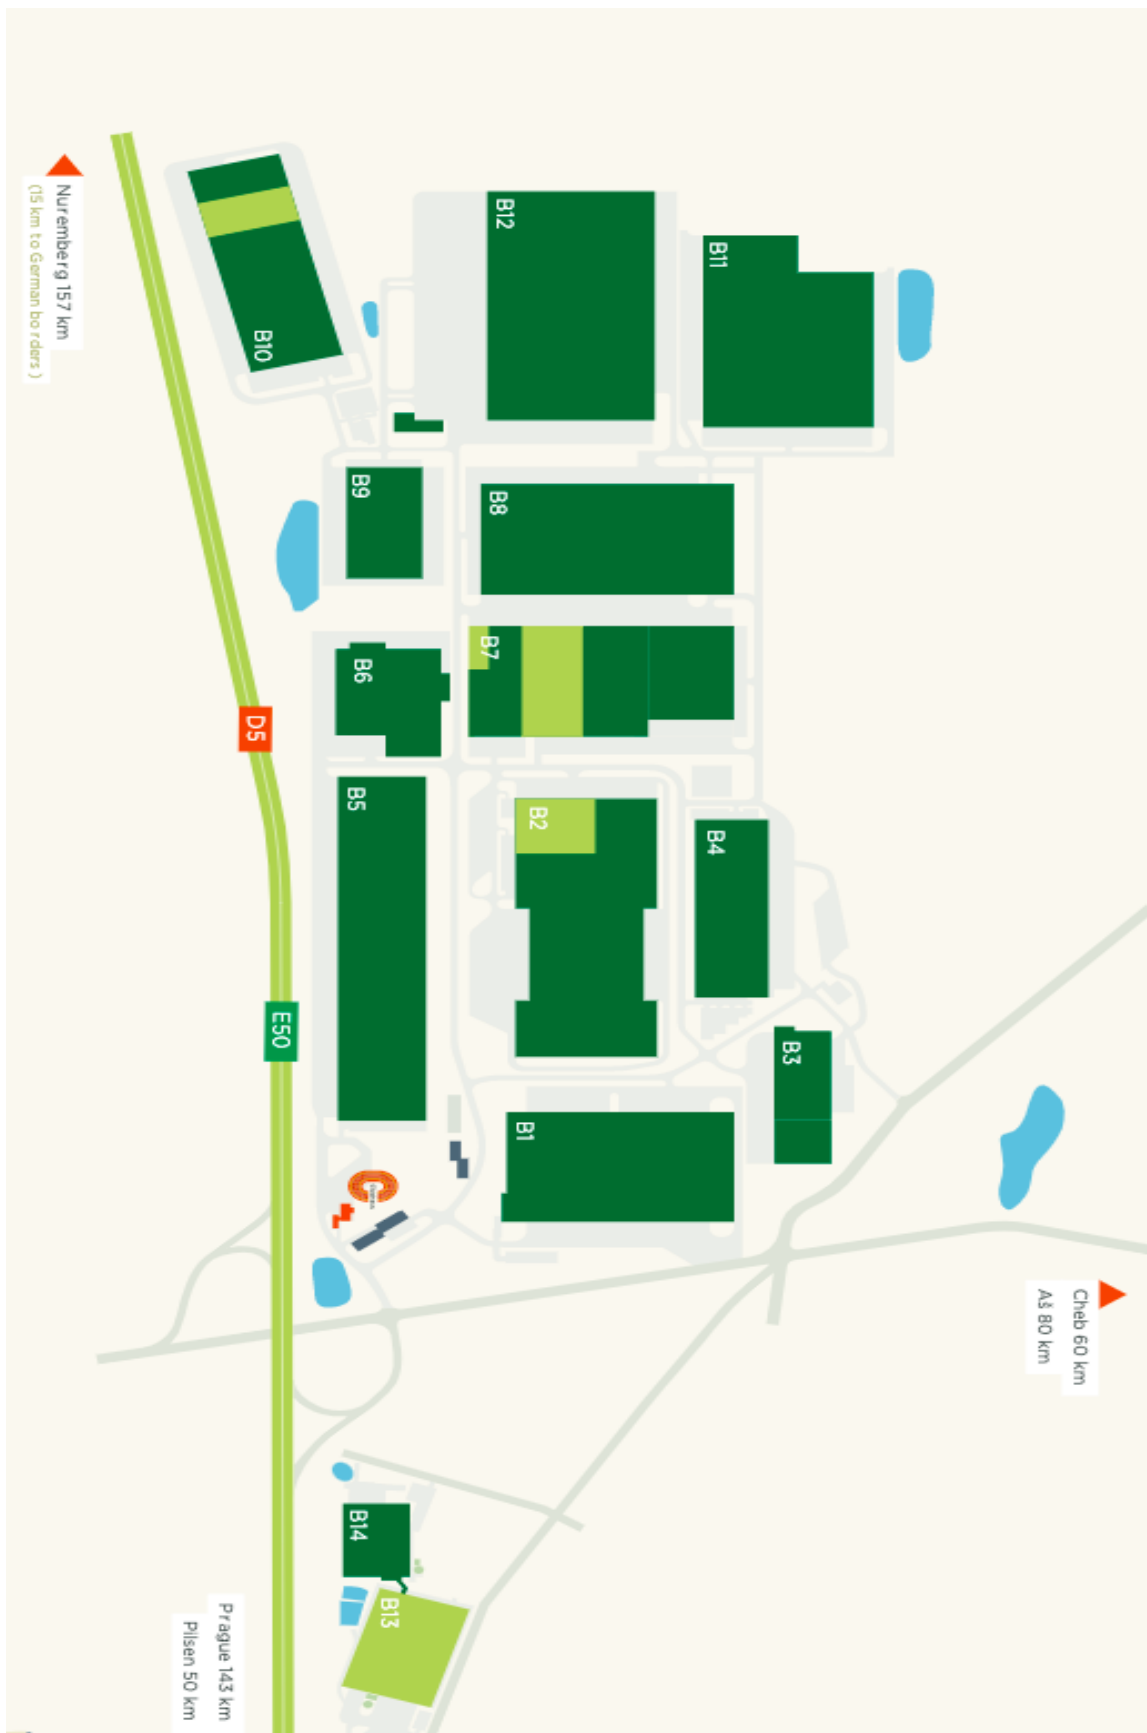 Nuremberg 157 km
(15 km to German borders)
B10
B12
B11
B9
B8
B7
B6
D5
B5
B2
B4
E50
B3
B1
Cheb 60 km
Aš 80 km
B14
B13
Prague 143 km
Pilsen 50 km